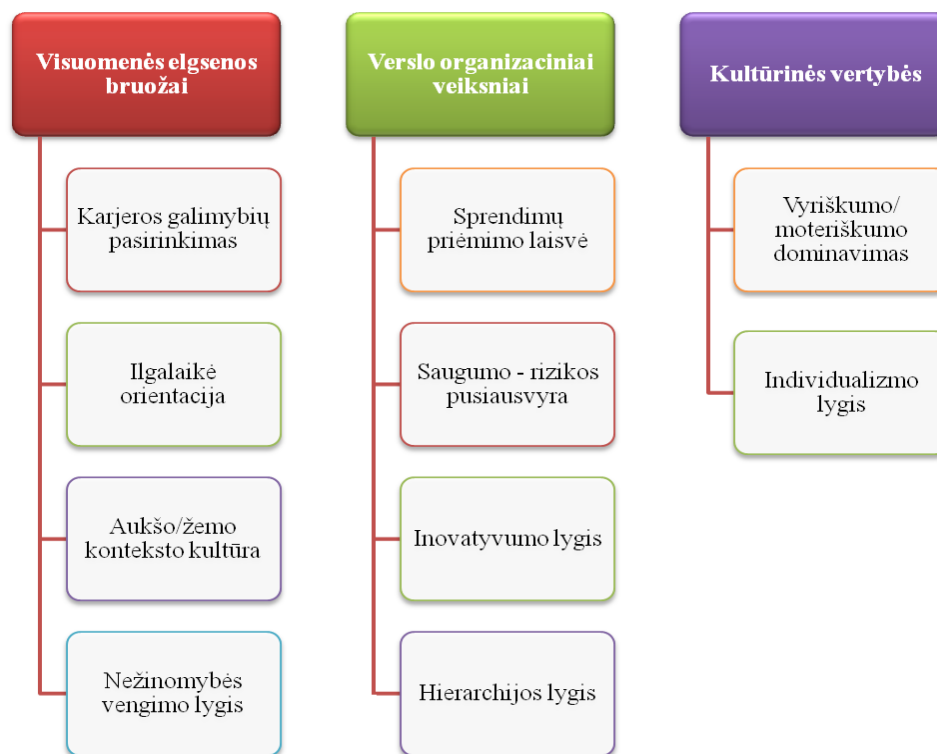 Visuomenės elgsenos
bruožai
Karjeros galimybių
pasirinkimas
Ilgalaikė
orientacija
Aukšo/žemo
konteksto kultūra
Nežinomybės
vengimo lygis
Verslo organizaciniai
veiksniai
Sprendimų
priėmimo laisvė
Saugumo - rizikos
pusiausvyra
Inovatyvumo lygis
Hierarchijos lygis
Kultūrinės vertybės
Vyriškumo/
moteriškumo
dominavimas
Individualizmo
lygis